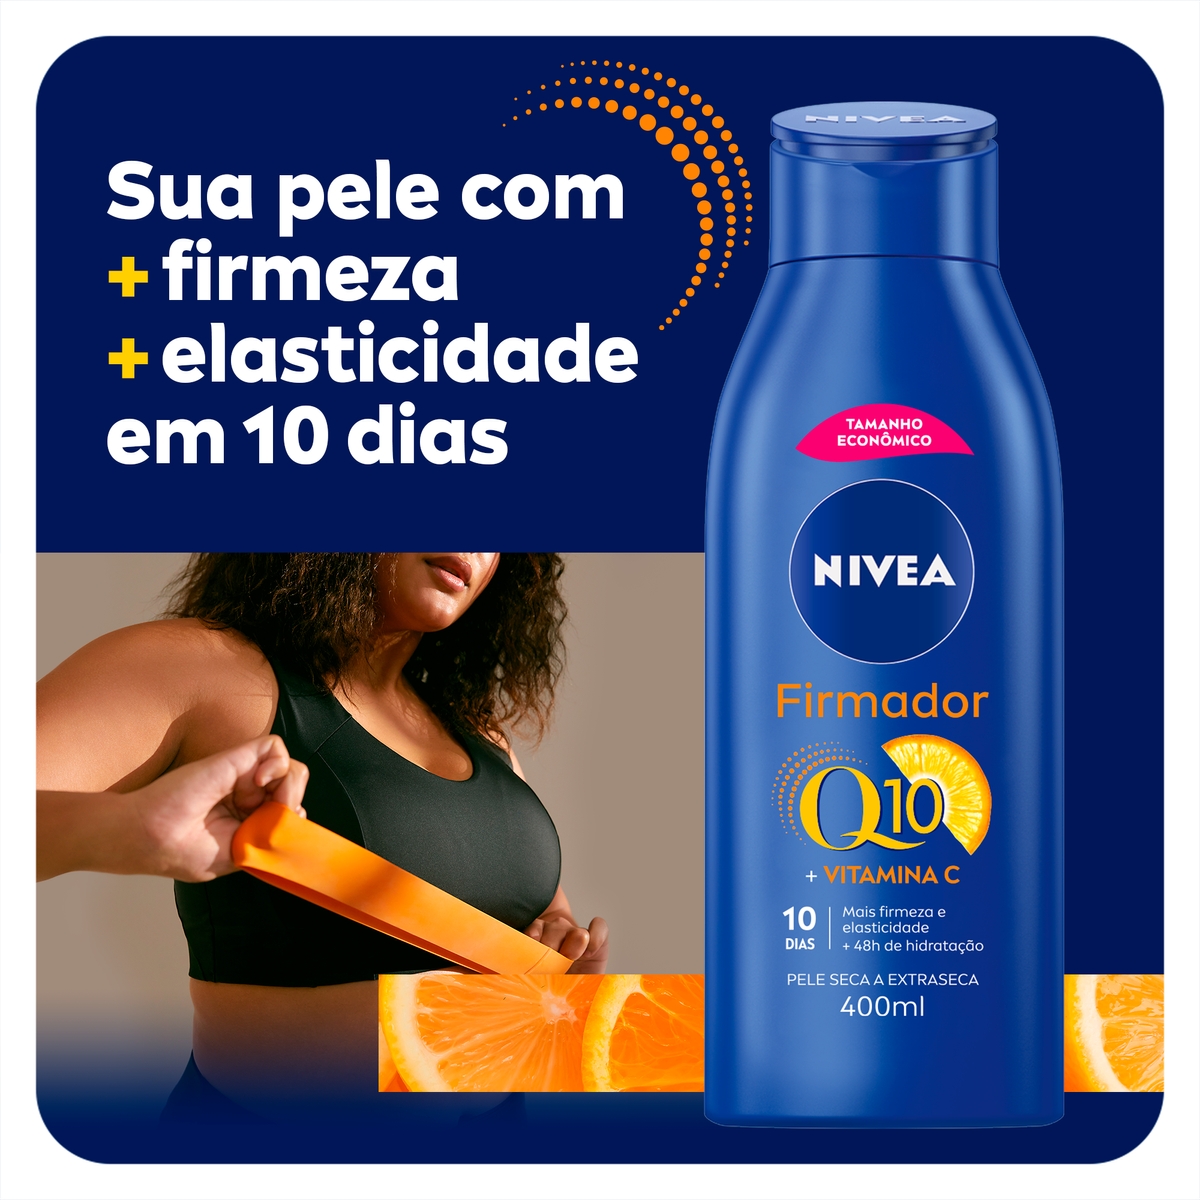 Sua pele com
+ firmeza
+ elasticidade
em 10 dias
NIVEA
TAMANHO
ECONÔMICO
NIVEA
Firmador
Q10
+ VITAMINA C
10
DIAS
Mais firmeza e
elasticidade
+ 48h de hidratação
PELE SECA A EXTRASECA
400ml